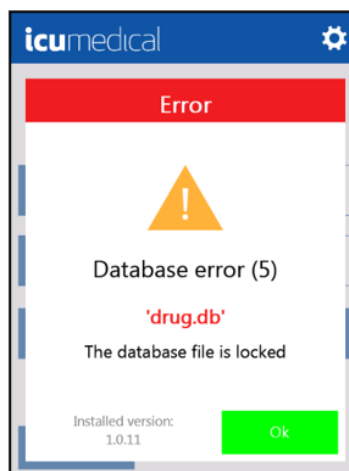 icumedical
Error
!
Database error (5)
'drug.db'
The database file is locked
Installed version:
1.0.11
Ok